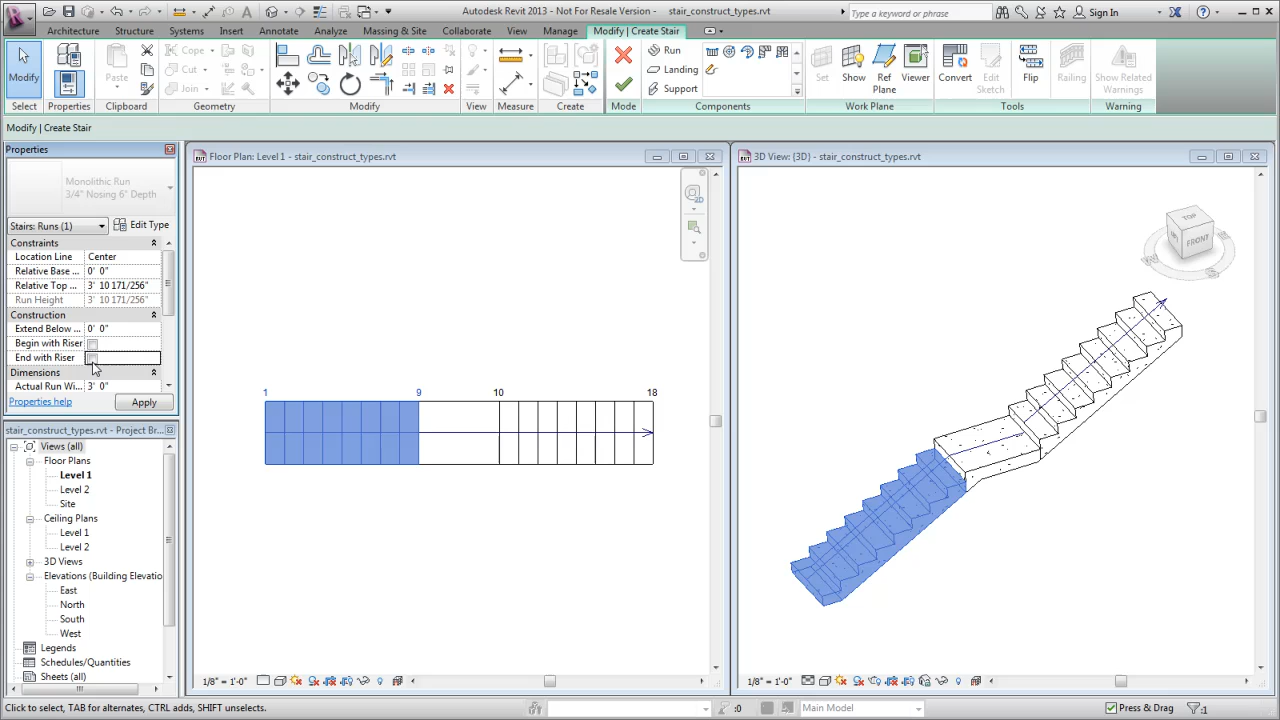 Autodesk Revit 2013 - Not For Resale Version - stair_construct_types.rvt
Type a keyword or phrase
Sign In
Architecture Structure Systems Insert Annotate Analyze Massing & Site Collaborate View Manage Modify | Create Stair
Modify
Paste
Cope
Cut
Join
Run
Landing
Support
Set
Show
Ref Plane
Viewer
Convert
Edit Sketch
Flip
Railing
Show Related Warnings
Select Properties Clipboard Geometry Modify View Measure Create Mode Components Work Plane Tools Warning
Modify | Create Stair
Properties
Monolithic Run
3/4" Nosing 6" Depth
Stairs: Runs (1) Edit Type
Constraints
Location Line Center
Relative Base ... 0' 0"
Relative Top ... 3' 10 171/256"
Run Height 3' 10 171/256"
Construction
Extend Below ... 0' 0"
Begin with Riser
End with Riser
Dimensions
Actual Run Wi... 3' 0"
Properties help Apply
stair_construct_types.rvt - Project Br...
Views (all)
Floor Plans
Level 1
Level 2
Site
Ceiling Plans
Level 1
Level 2
3D Views
Elevations (Building Elevatio
East
North
South
West
Legends
Schedules/Quantities
Sheets (all)
Floor Plan: Level 1 - stair_construct_types.rvt
2D
1 9 10 18
1/8" = 1'-0"
3D View: {3D} - stair_construct_types.rvt
TOP
FRONT
1/8" = 1'-0"
Click to select, TAB for alternates, CTRL adds, SHIFT unselects.
:0
Main Model
Press & Drag
:1